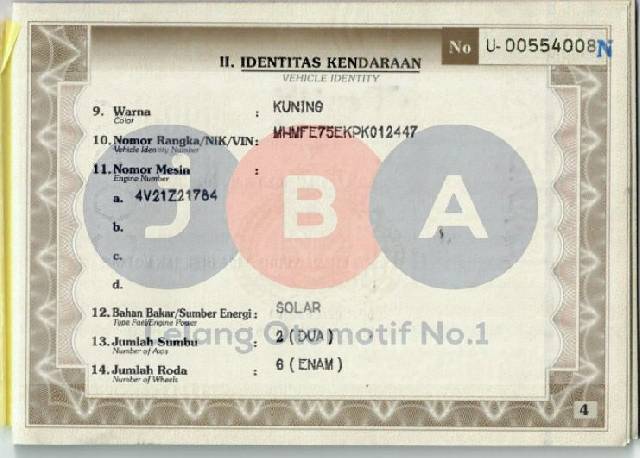 No U-00554008N
II. IDENTITAS KENDARAAN
VEHICLE IDENTITY
9. Warna : KUNING
Color
10. Nomor Rangka/NIK/VIN: MHMFE75EKPK012447
Vehicle Identity Number
11. Nomor Mesin :
Engine Number
a. 4V21Z21784
b.
c.
d.
JBA
12. Bahan Bakar/Sumber Energi: SOLAR
Type Fuel/Engine Power
Lelang Otomotif No.1
13. Jumlah Sumbu : 2 (DUA)
Number of Axis
14. Jumlah Roda : 6 (ENAM)
Number of Wheels
4